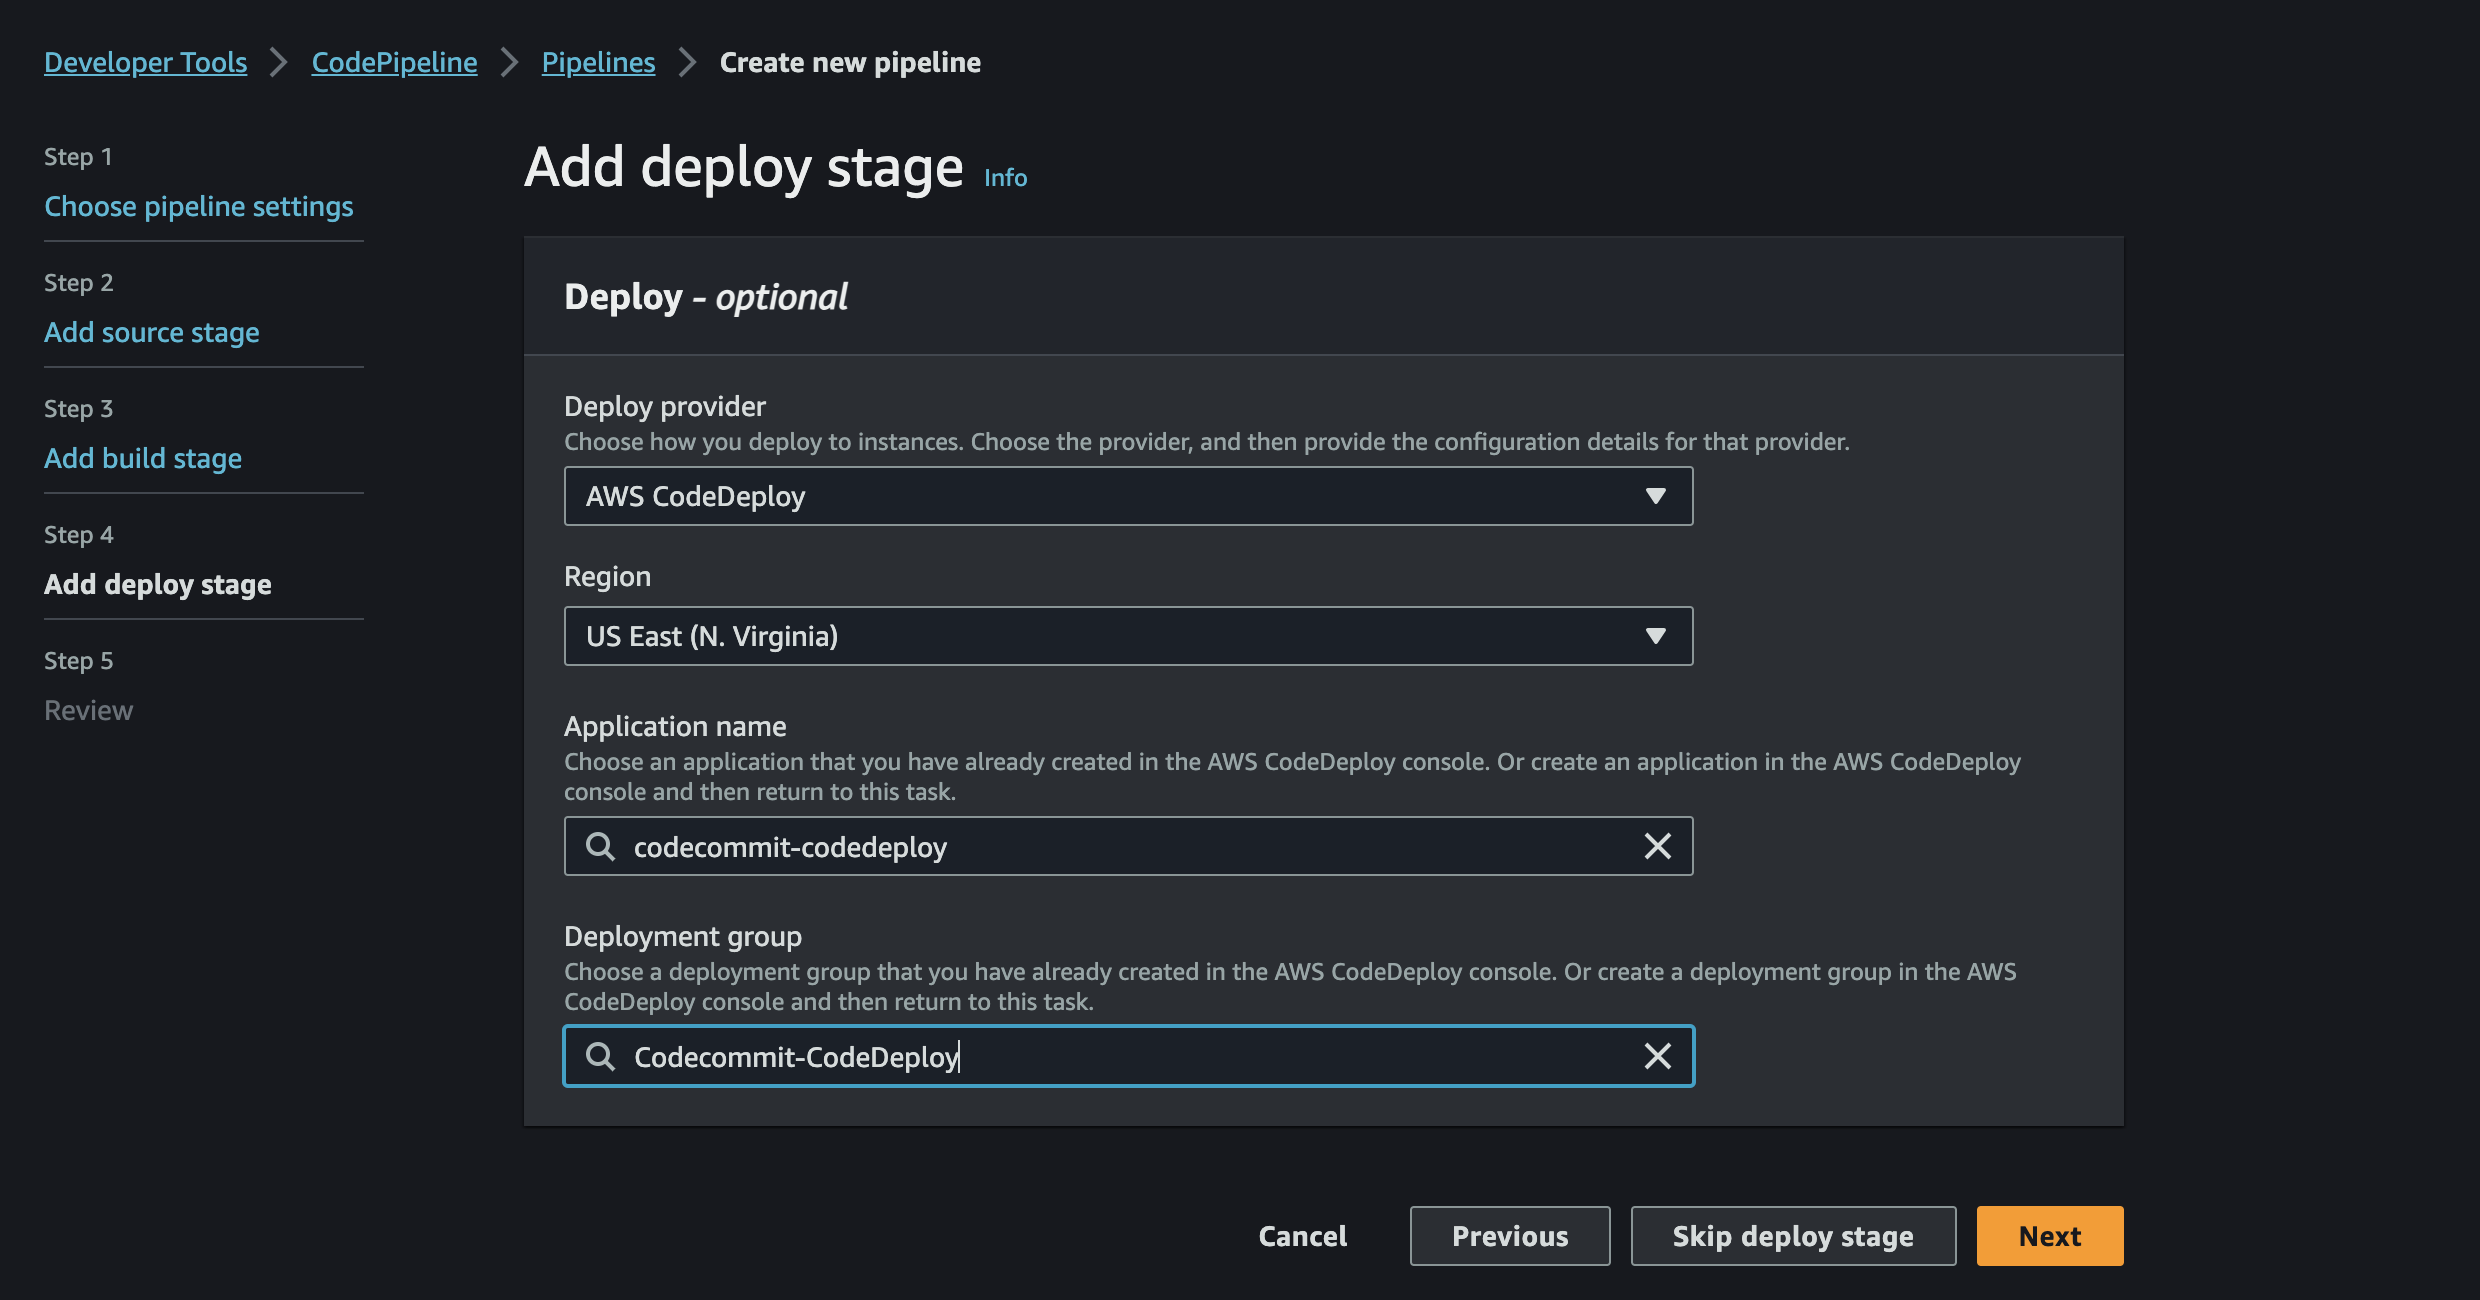 Developer Tools > CodePipeline > Pipelines > Create new pipeline
Step 1
Choose pipeline settings
Step 2
Add source stage
Step 3
Add build stage
Step 4
Add deploy stage
Step 5
Review
Add deploy stage Info
Deploy - optional
Deploy provider
Choose how you deploy to instances. Choose the provider, and then provide the configuration details for that provider.
AWS CodeDeploy
Region
US East (N. Virginia)
Application name
Choose an application that you have already created in the AWS CodeDeploy console. Or create an application in the AWS CodeDeploy
console and then return to this task.
codecommit-codedeploy
Deployment group
Choose a deployment group that you have already created in the AWS CodeDeploy console. Or create a deployment group in the AWS
CodeDeploy console and then return to this task.
Codecommit-CodeDeploy
Cancel Previous Skip deploy stage Next